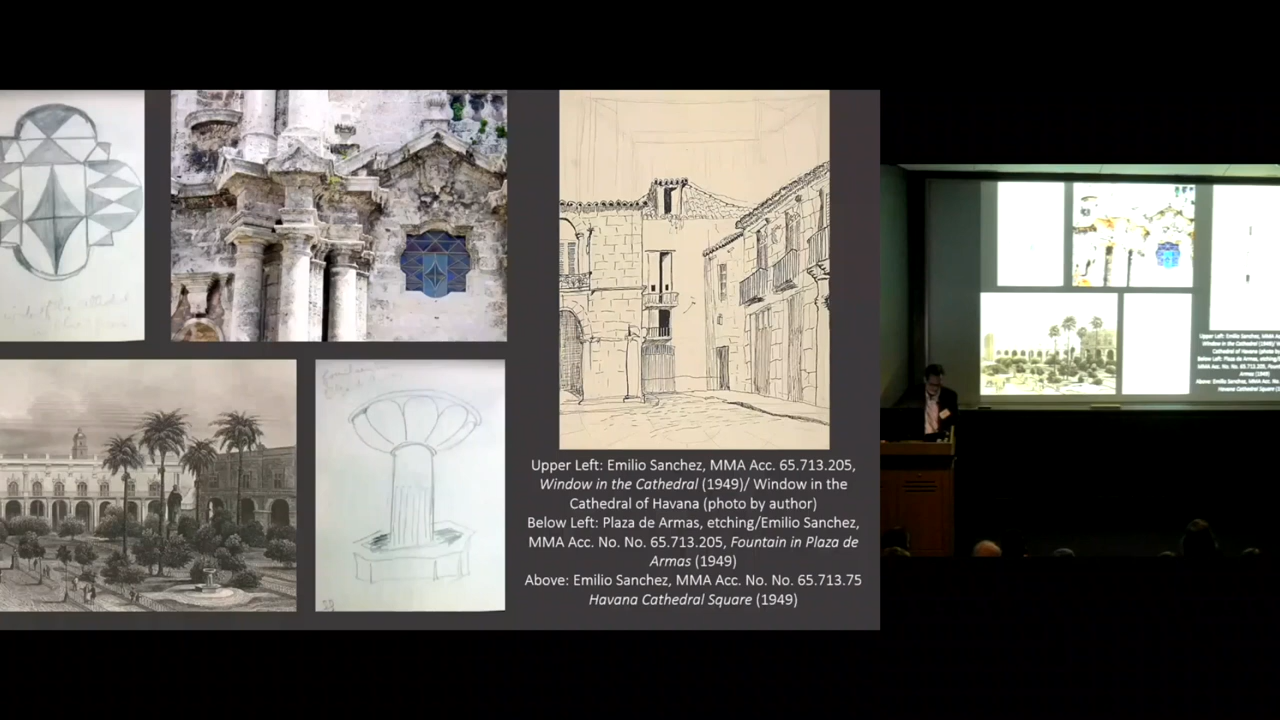 Upper Left: Emilio Sanchez, MMA Acc. 65.713.205,
Window in the Cathedral (1949)/ Window in the
Cathedral of Havana (photo by author)
Below Left: Plaza de Armas, etching/Emilio Sanchez,
MMA Acc. No. No. 65.713.205, Fountain in Plaza de
Armas (1949)
Above: Emilio Sanchez, MMA Acc. No. No. 65.713.75
Havana Cathedral Square (1949)